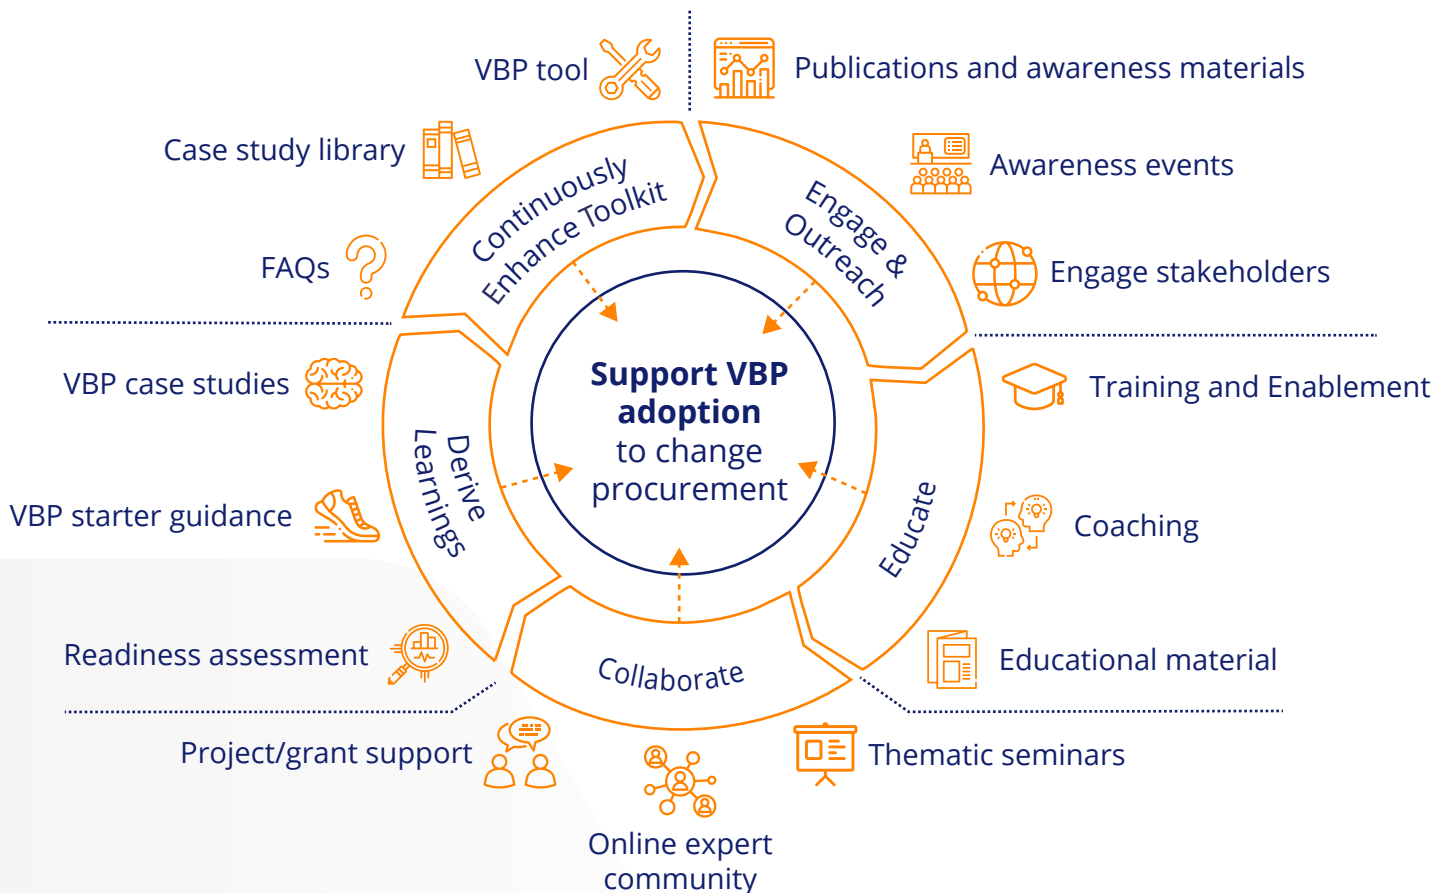 VBP tool
Publications and awareness materials
Case study library
Awareness events
FAQs
Engage stakeholders
Continuously
Enhance Toolkit
Engage &
Outreach
Support VBP
adoption
to change
procurement
VBP case studies
Training and Enablement
Derive
Learnings
Educate
VBP starter guidance
Coaching
Readiness assessment
Collaborate
Educational material
Project/grant support
Thematic seminars
Online expert
community